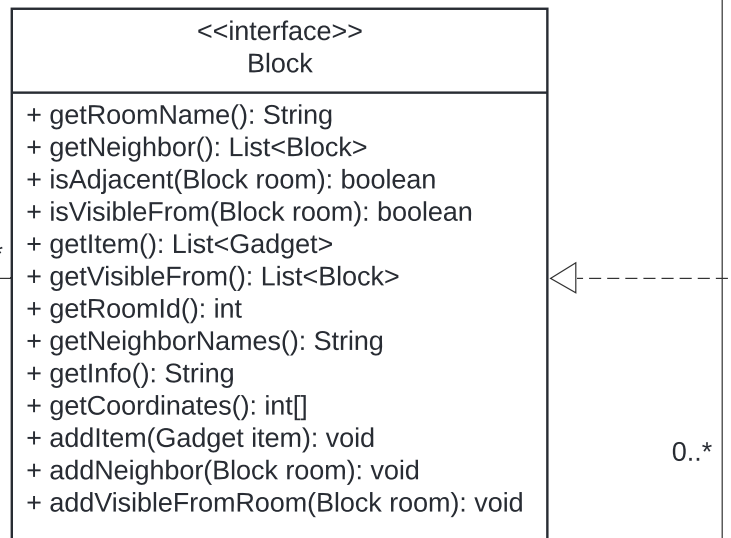 <<interface>>
Block
+ getRoomName(): String
+ getNeighbor(): List<Block>
+ isAdjacent(Block room): boolean
+ isVisibleFrom(Block room): boolean
+ getItem(): List<Gadget>
+ getVisibleFrom(): List<Block>
+ getRoomId(): int
+ getNeighborNames(): String
+ getInfo(): String
+ getCoordinates(): int[]
+ addItem(Gadget item): void
+ addNeighbor(Block room): void
+ addVisibleFromRoom(Block room): void
0..*